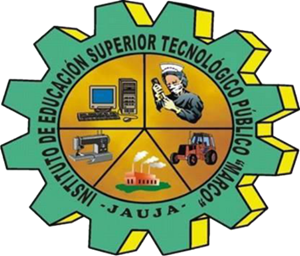 INSTITUTO DE EDUCACIÓN SUPERIOR TECNOLÓGICO PÚBLICO "MARCO"
- JAUJA -